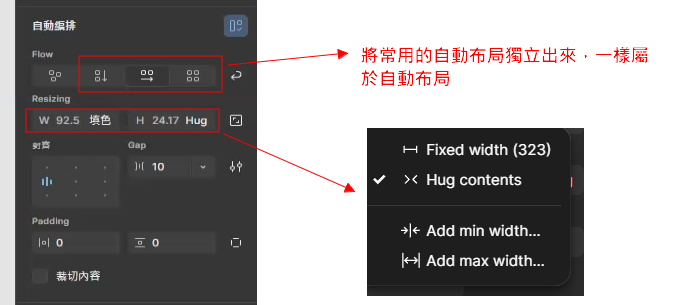 自動編排
Flow
將常用的自動布局獨立出來，一樣屬
於自動布局
Resizing
W 92.5 填色 H 24.17 Hug
對齊 Gap
10
Padding
0 0
裁切內容
Fixed width (323)
Hug contents
Add min width...
Add max width...